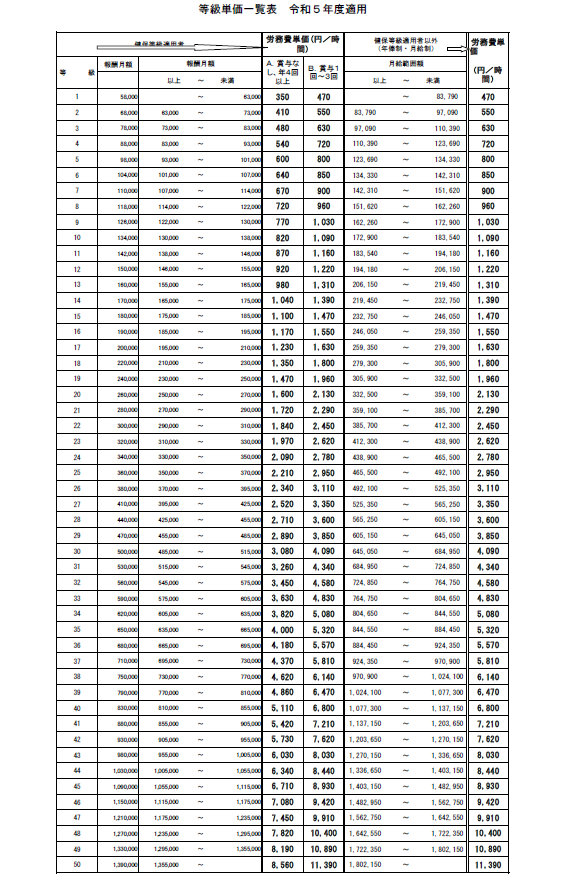 等級単価一覧表　令和５年度適用
健保等級適用者 労務費単価（円／時間） 健保等級適用者以外（年俸制・月給制） 労務費単価（円／時間）
等　級 報酬月額 報酬月額 以上 ～ 未満 A. 賞与なし、年4回以上 B. 賞与1回～3回 月給範囲額 以上 ～ 未満
1 58,000 ～ 63,000 350 470 ～ 83,790 470
2 68,000 63,000 ～ 73,000 410 550 83,790 ～ 97,090 550
3 78,000 73,000 ～ 83,000 480 630 97,090 ～ 110,390 630
4 88,000 83,000 ～ 93,000 540 720 110,390 ～ 123,690 720
5 98,000 93,000 ～ 101,000 600 800 123,690 ～ 134,330 800
6 104,000 101,000 ～ 107,000 640 850 134,330 ～ 142,310 850
7 110,000 107,000 ～ 114,000 670 900 142,310 ～ 151,620 900
8 118,000 114,000 ～ 122,000 720 960 151,620 ～ 162,260 960
9 126,000 122,000 ～ 130,000 770 1,030 162,260 ～ 172,900 1,030
10 134,000 130,000 ～ 138,000 820 1,090 172,900 ～ 183,540 1,090
11 142,000 138,000 ～ 146,000 870 1,160 183,540 ～ 194,180 1,160
12 150,000 146,000 ～ 155,000 920 1,220 194,180 ～ 206,150 1,220
13 160,000 155,000 ～ 165,000 980 1,310 206,150 ～ 219,450 1,310
14 170,000 165,000 ～ 175,000 1,040 1,390 219,450 ～ 232,750 1,390
15 180,000 175,000 ～ 185,000 1,100 1,470 232,750 ～ 246,050 1,470
16 190,000 185,000 ～ 195,000 1,170 1,550 246,050 ～ 259,350 1,550
17 200,000 195,000 ～ 210,000 1,230 1,630 259,350 ～ 279,300 1,630
18 220,000 210,000 ～ 230,000 1,350 1,800 279,300 ～ 305,900 1,800
19 240,000 230,000 ～ 250,000 1,470 1,960 305,900 ～ 332,500 1,960
20 260,000 250,000 ～ 270,000 1,600 2,130 332,500 ～ 359,100 2,130
21 280,000 270,000 ～ 290,000 1,720 2,290 359,100 ～ 385,700 2,290
22 300,000 290,000 ～ 310,000 1,840 2,450 385,700 ～ 412,300 2,450
23 320,000 310,000 ～ 330,000 1,970 2,620 412,300 ～ 438,900 2,620
24 340,000 330,000 ～ 350,000 2,090 2,780 438,900 ～ 465,500 2,780
25 360,000 350,000 ～ 370,000 2,210 2,950 465,500 ～ 492,100 2,950
26 380,000 370,000 ～ 395,000 2,340 3,110 492,100 ～ 525,350 3,110
27 410,000 395,000 ～ 425,000 2,520 3,350 525,350 ～ 565,250 3,350
28 440,000 425,000 ～ 455,000 2,710 3,600 565,250 ～ 605,150 3,600
29 470,000 455,000 ～ 485,000 2,890 3,850 605,150 ～ 645,050 3,850
30 500,000 485,000 ～ 515,000 3,080 4,090 645,050 ～ 684,950 4,090
31 530,000 515,000 ～ 545,000 3,260 4,340 684,950 ～ 724,850 4,340
32 560,000 545,000 ～ 575,000 3,450 4,580 724,850 ～ 764,750 4,580
33 590,000 575,000 ～ 605,000 3,630 4,830 764,750 ～ 804,650 4,830
34 620,000 605,000 ～ 635,000 3,820 5,080 804,650 ～ 844,550 5,080
35 650,000 635,000 ～ 665,000 4,000 5,320 844,550 ～ 884,450 5,320
36 680,000 665,000 ～ 695,000 4,180 5,570 884,450 ～ 924,350 5,570
37 710,000 695,000 ～ 730,000 4,370 5,810 924,350 ～ 970,900 5,810
38 750,000 730,000 ～ 770,000 4,620 6,140 970,900 ～ 1,024,100 6,140
39 790,000 770,000 ～ 810,000 4,860 6,470 1,024,100 ～ 1,077,300 6,470
40 830,000 810,000 ～ 855,000 5,110 6,800 1,077,300 ～ 1,137,150 6,800
41 880,000 855,000 ～ 905,000 5,420 7,210 1,137,150 ～ 1,203,650 7,210
42 930,000 905,000 ～ 955,000 5,730 7,620 1,203,650 ～ 1,270,150 7,620
43 980,000 955,000 ～ 1,005,000 6,030 8,030 1,270,150 ～ 1,336,650 8,030
44 1,030,000 1,005,000 ～ 1,055,000 6,340 8,440 1,336,650 ～ 1,403,150 8,440
45 1,090,000 1,055,000 ～ 1,115,000 6,710 8,930 1,403,150 ～ 1,482,950 8,930
46 1,150,000 1,115,000 ～ 1,175,000 7,080 9,420 1,482,950 ～ 1,562,750 9,420
47 1,210,000 1,175,000 ～ 1,235,000 7,450 9,910 1,562,750 ～ 1,642,550 9,910
48 1,270,000 1,235,000 ～ 1,295,000 7,820 10,400 1,642,550 ～ 1,722,350 10,400
49 1,330,000 1,295,000 ～ 1,355,000 8,190 10,890 1,722,350 ～ 1,802,150 10,890
50 1,390,000 1,355,000 ～ 8,560 11,390 1,802,150 ～ 11,390